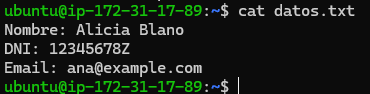 ubuntu@ip-172-31-17-89:~$ cat datos.txt
Nombre: Alicia Blano
DNI: 12345678Z
Email: ana@example.com
ubuntu@ip-172-31-17-89:~$